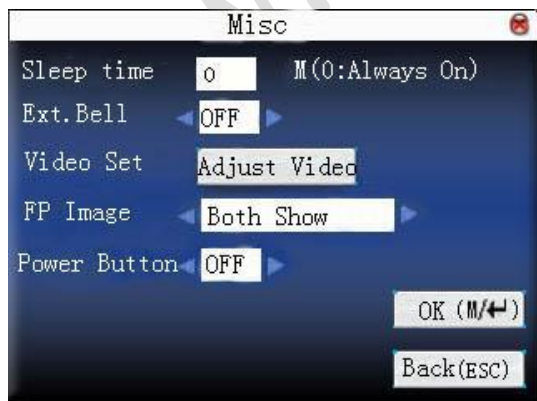 Misc
Sleep time 0 M(0:Always On)
Ext.Bell OFF
Video Set Adjust Video
FP Image Both Show
Power Button OFF
OK (M/↵)
Back(ESC)